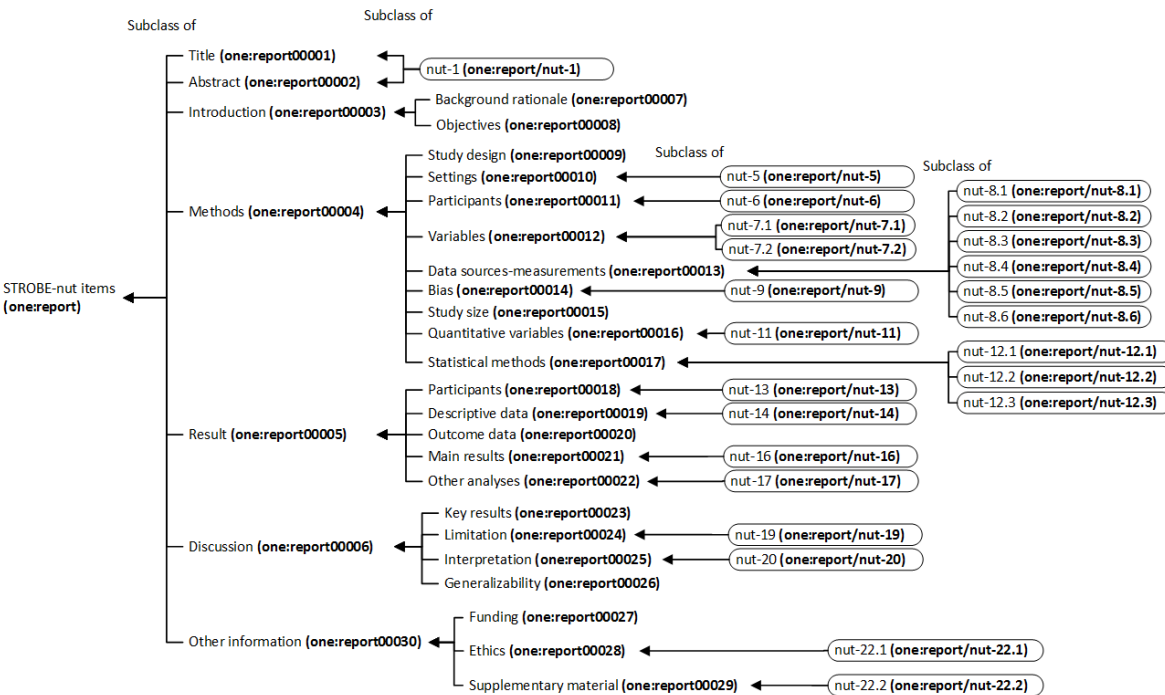 Subclass of
Subclass of
Title (one:report00001)
nut-1 (one:report/nut-1)
Abstract (one:report00002)
Introduction (one:report00003)
Background rationale (one:report00007)
Objectives (one:report00008)
Study design (one:report00009)
Subclass of
Subclass of
Settings (one:report00010)
nut-5 (one:report/nut-5)
Methods (one:report00004)
Participants (one:report00011)
nut-6 (one:report/nut-6)
Variables (one:report00012)
nut-7.1 (one:report/nut-7.1)
nut-7.2 (one:report/nut-7.2)
Data sources-measurements (one:report00013)
nut-8.1 (one:report/nut-8.1)
nut-8.2 (one:report/nut-8.2)
nut-8.3 (one:report/nut-8.3)
nut-8.4 (one:report/nut-8.4)
nut-8.5 (one:report/nut-8.5)
nut-8.6 (one:report/nut-8.6)
STROBE-nut items
(one:report)
Bias (one:report00014)
nut-9 (one:report/nut-9)
Study size (one:report00015)
Quantitative variables (one:report00016)
nut-11 (one:report/nut-11)
Statistical methods (one:report00017)
nut-12.1 (one:report/nut-12.1)
nut-12.2 (one:report/nut-12.2)
nut-12.3 (one:report/nut-12.3)
Result (one:report00005)
Participants (one:report00018)
nut-13 (one:report/nut-13)
Descriptive data (one:report00019)
nut-14 (one:report/nut-14)
Outcome data (one:report00020)
Main results (one:report00021)
nut-16 (one:report/nut-16)
Other analyses (one:report00022)
nut-17 (one:report/nut-17)
Discussion (one:report00006)
Key results (one:report00023)
Limitation (one:report00024)
nut-19 (one:report/nut-19)
Interpretation (one:report00025)
nut-20 (one:report/nut-20)
Generalizability (one:report00026)
Other information (one:report00030)
Funding (one:report00027)
Ethics (one:report00028)
nut-22.1 (one:report/nut-22.1)
Supplementary material (one:report00029)
nut-22.2 (one:report/nut-22.2)